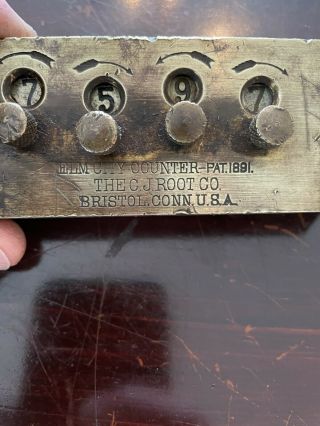 7 5 9 7
ELM CITY COUNTER-PAT.1891.
THE C.J.ROOT CO.
BRISTOL.CONN.U.S.A.